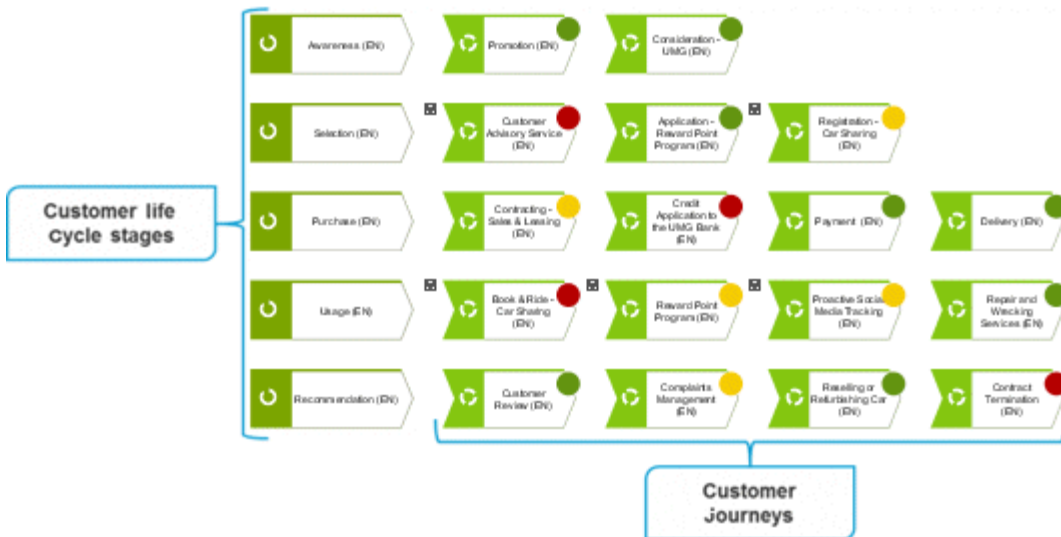 Awareness (EN)
Promotion (EN)
Consideration -
UMG (EN)
Selection (EN)
Customer
Advisory Service
(EN)
Application -
Reward Point
Program (EN)
Registration -
Car Sharing
(EN)
Customer life
Cycle stages
Purchase (EN)
Contracting -
Sales & Leasing
(EN)
Credit
Application to
the UMG Bank
(EN)
Payment (EN)
Delivery (EN)
Usage (EN)
Book & Ride -
Car Sharing
(EN)
Reward Point
Program (EN)
Proactive Social
Media Tracking
(EN)
Repair and
Wrecking
Services (EN)
Recommendation (EN)
Customer
Review (EN)
Complaints
Management
(EN)
Reselling or
Refurbishing Car
(EN)
Contract
Termination
(EN)
Customer
Journeys